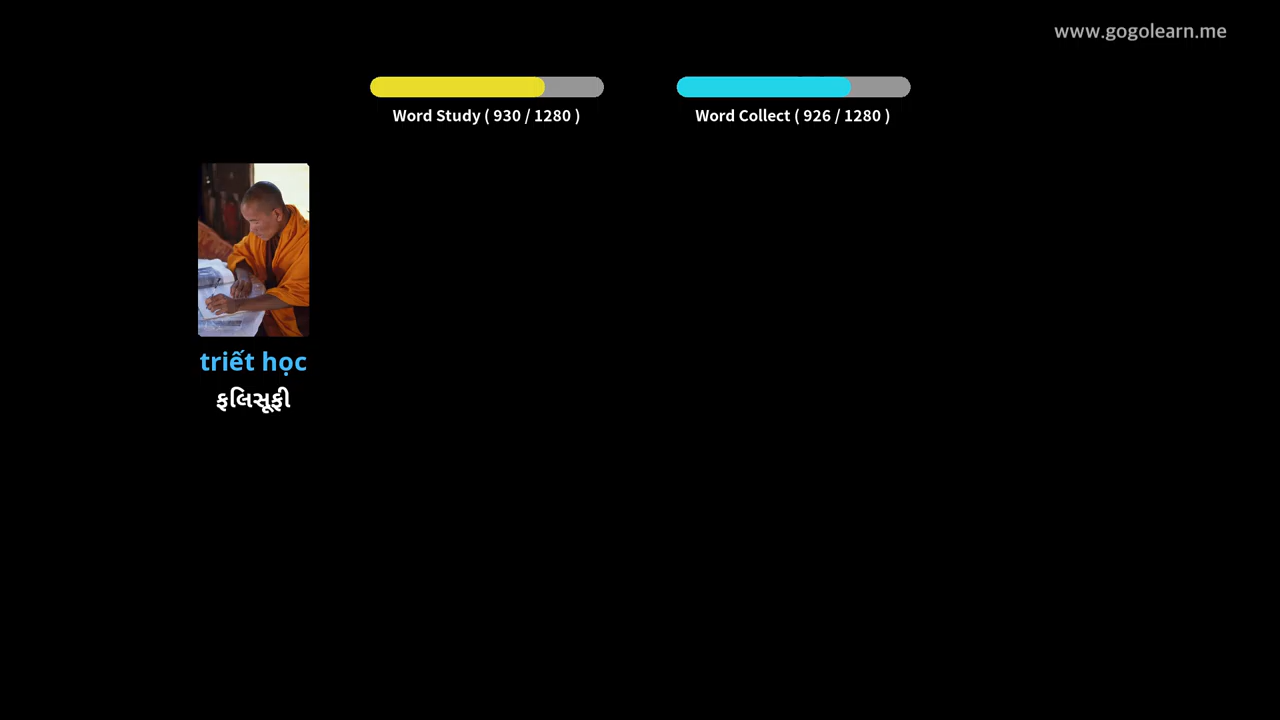 www.gogolearn.me
Word Study ( 930 / 1280 )
Word Collect ( 926 / 1280 )
triết học
ફલિસૂફી